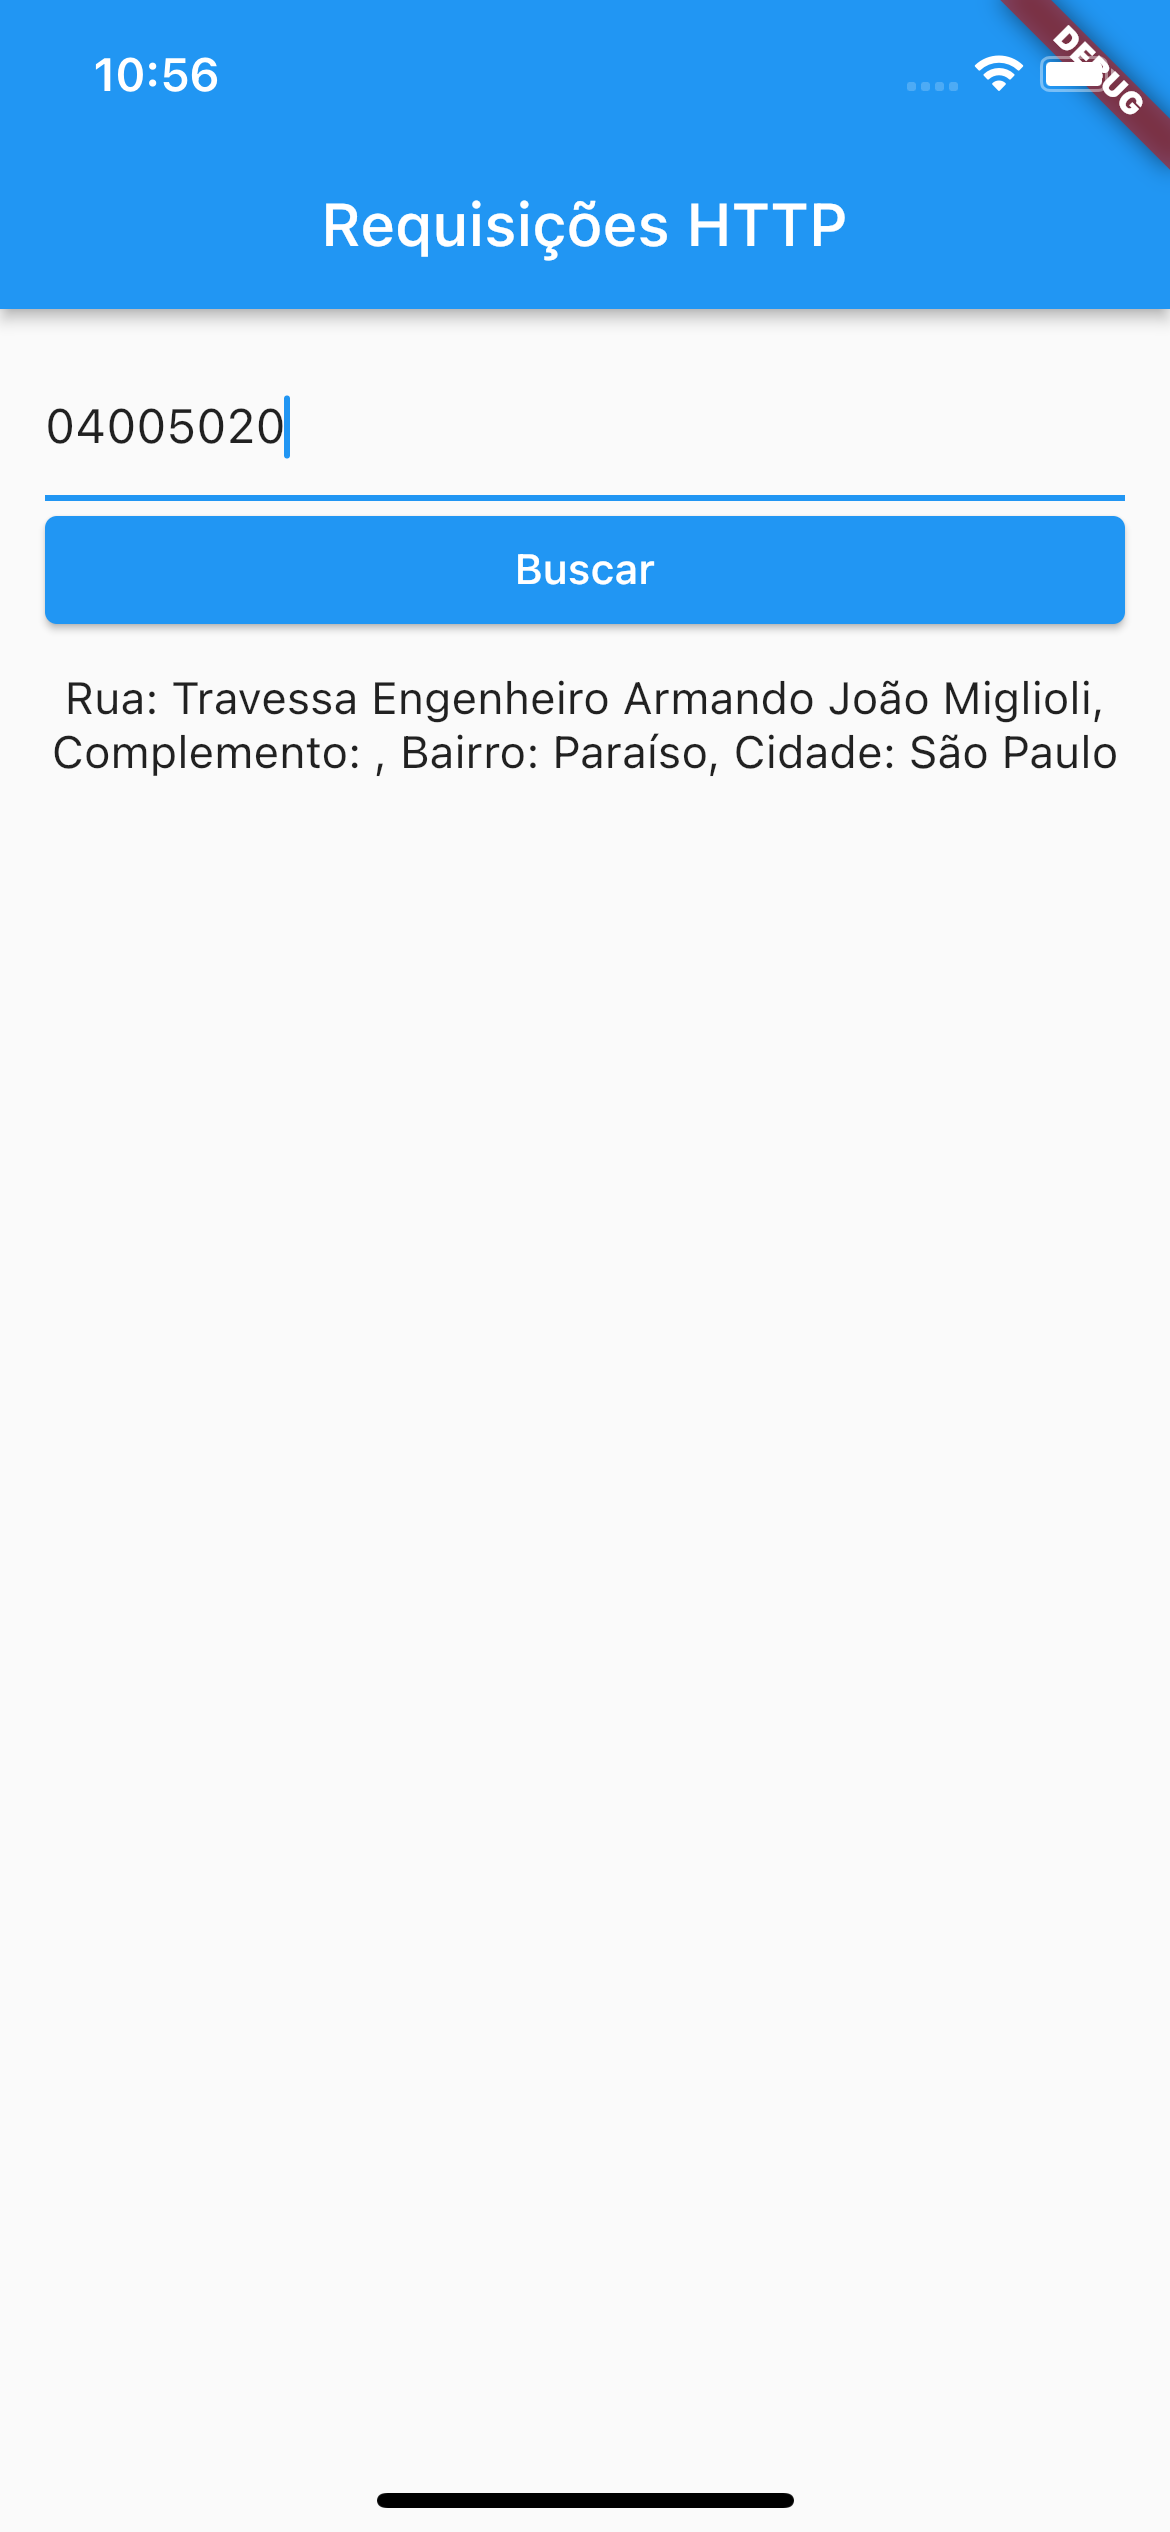 10:56
DEBUG
Requisições HTTP
04005020
Buscar
Rua: Travessa Engenheiro Armando João Miglioli,
Complemento: , Bairro: Paraíso, Cidade: São Paulo